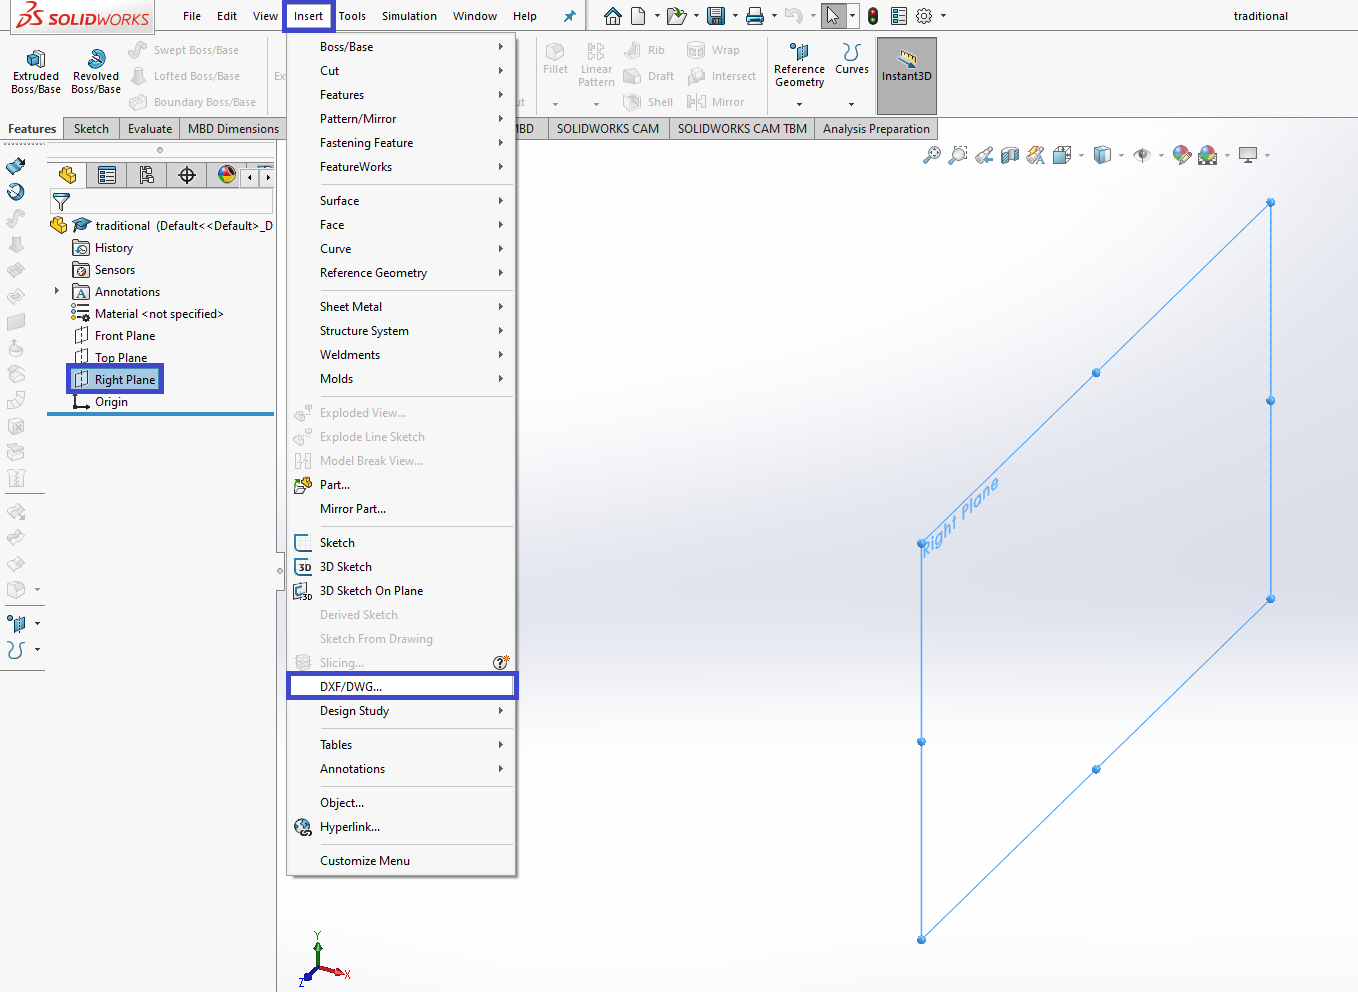 SOLIDWORKS File Edit View Insert Tools Simulation Window Help traditional
Extruded Boss/Base
Revolved Boss/Base
Swept Boss/Base
Lofted Boss/Base
Boundary Boss/Base
Fillet
Linear Pattern
Rib
Draft
Shell
Wrap
Intersect
Mirror
Reference Geometry
Curves
Instant3D
Features Sketch Evaluate MBD Dimensions MBD SOLIDWORKS CAM SOLIDWORKS CAM TBM Analysis Preparation
traditional (Default<<Default>_D
History
Sensors
A Annotations
Material <not specified>
Front Plane
Top Plane
Right Plane
Origin
Boss/Base
Cut
Features
Pattern/Mirror
Fastening Feature
FeatureWorks
Surface
Face
Curve
Reference Geometry
Sheet Metal
Structure System
Weldments
Molds
Exploded View...
Explode Line Sketch
Model Break View...
Part...
Mirror Part...
Sketch
3D 3D Sketch
3D 3D Sketch On Plane
Derived Sketch
Sketch From Drawing
Slicing...
DXF/DWG...
Design Study
Tables
Annotations
Object...
Hyperlink...
Customize Menu
Right Plane
Y
X
Z